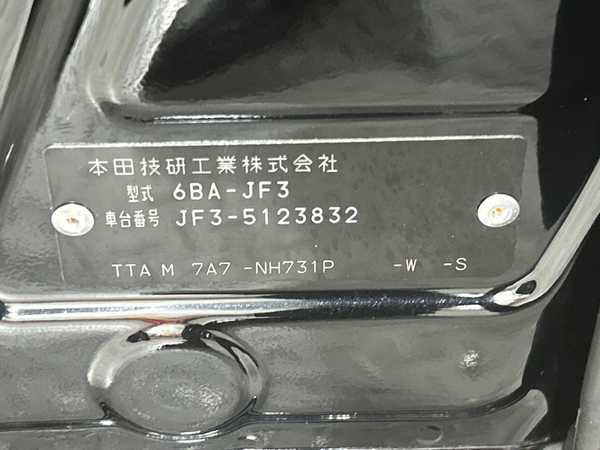 本田技研工業株式会社
型式 6BA-JF3
車台番号 JF3-5123832
TTA M 7A7 -NH731P -W -S